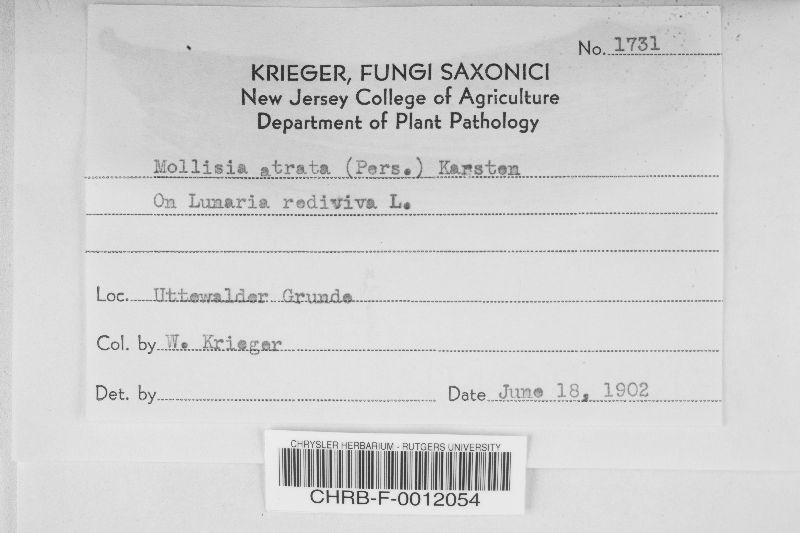 No. 1731
KRIEGER, FUNGI SAXONICI
New Jersey College of Agriculture
Department of Plant Pathology
Mollisia atrata (Pers.) Karsten
On Lunaria rediviva L.
Loc. Uttewalder Grunde
Col. by W. Krieger
Det. by
Date June 18, 1902
CHRYSLER HERBARIUM - RUTGERS UNIVERSITY
CHRB-F-0012054